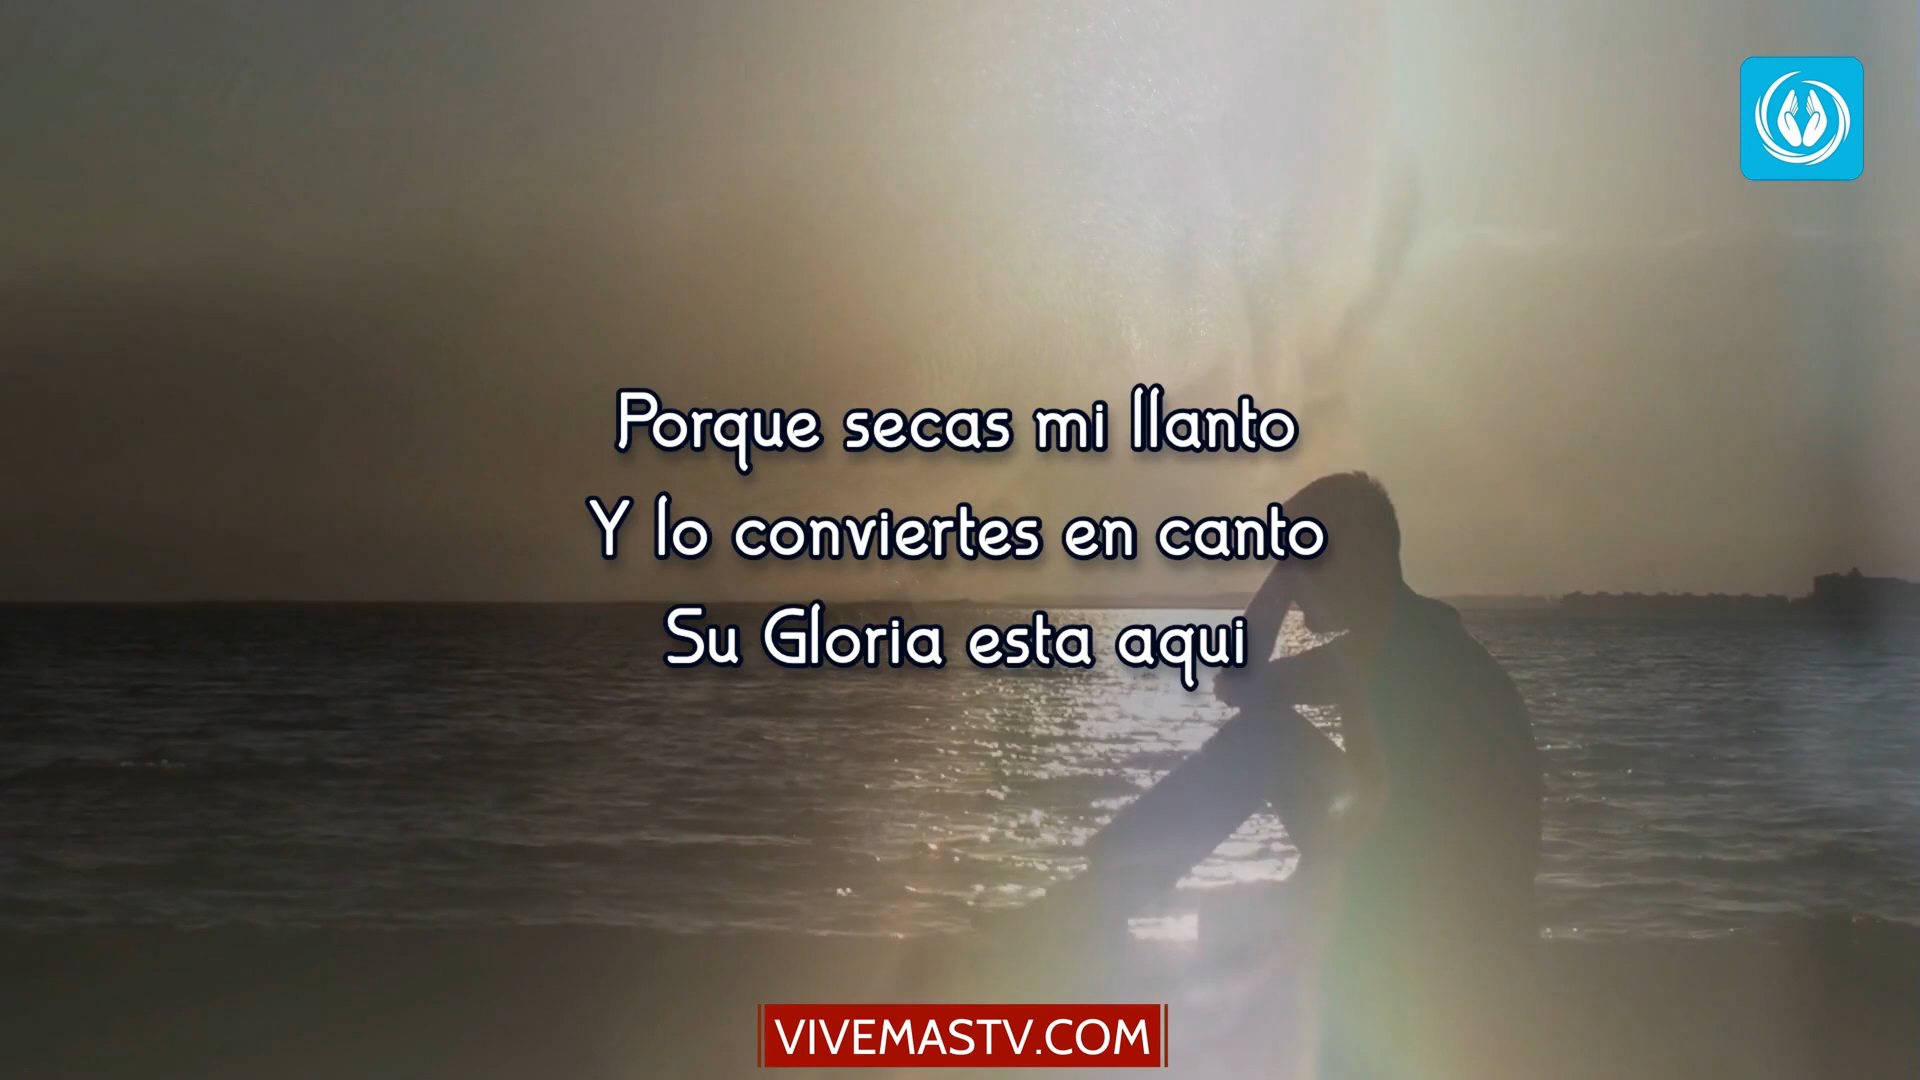 Porque secas mi llanto
Y lo conviertes en canto
Su Gloria esta aqui
VIVEMASTV.COM